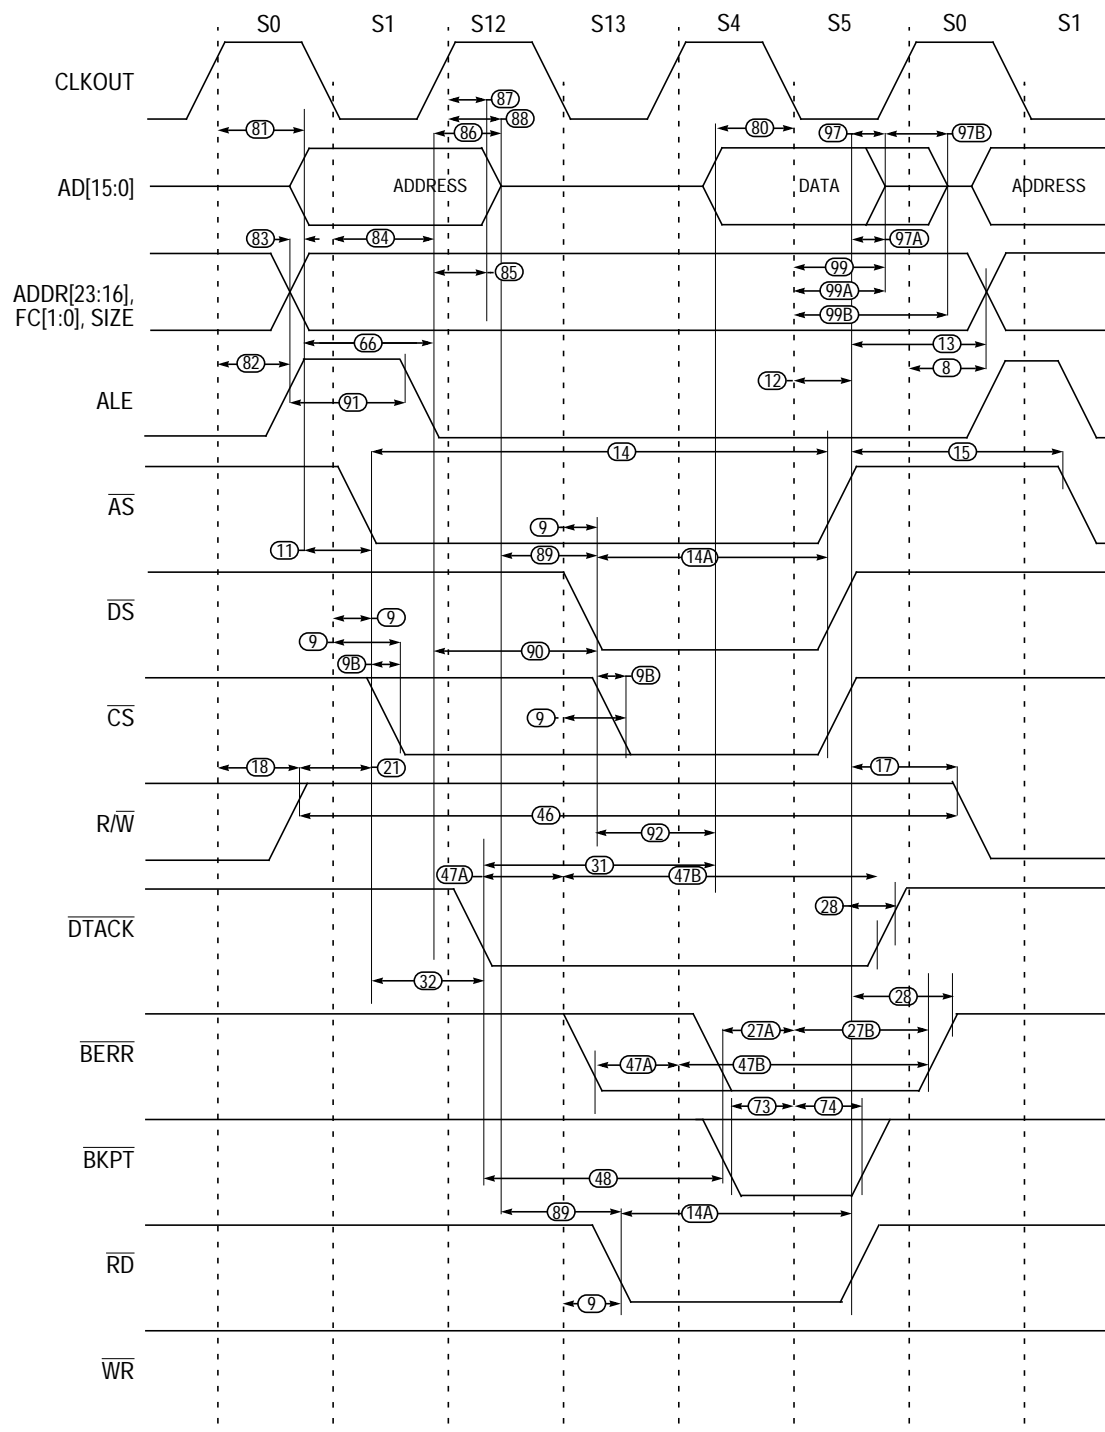 S0 S1 S12 S13 S4 S5 S0 S1
CLKOUT
87
88
81 86 80 97 97B
AD[15:0] ADDRESS DATA ADDRESS
83 84 97A
85 99
ADDR[23:16],
FC[1:0], SIZE
99A
99B
66 13
82 12 8
ALE 91
14 15
AS
9
11 89 14A
DS
9
9 90
9B 9B
CS 9
18 21 17
R/W 46
92
31
47A 47B
28
DTACK
32
28
27A 27B
BERR 47A 47B
73 74
BKPT
48
89 14A
RD
9
WR